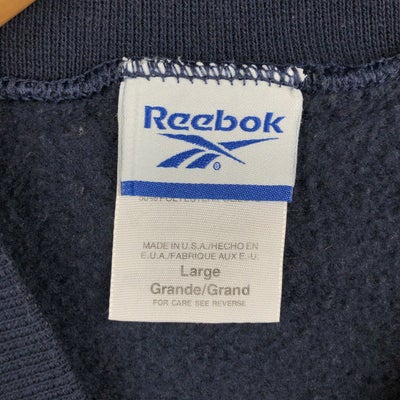 Reebok
®
MADE IN U.S.A./HECHO EN
E.U.A./FABRIQUE AUX E.-U.
Large
Grande/Grand
FOR CARE SEE REVERSE